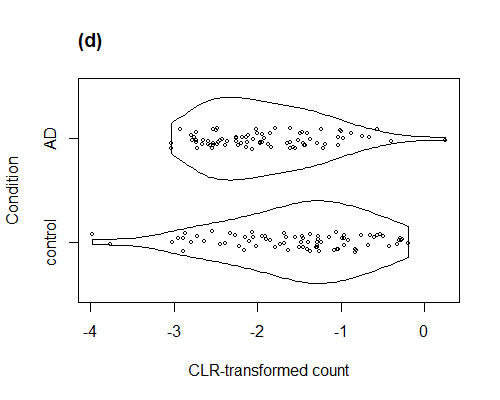 (d)
Condition
AD
control
-4 -3 -2 -1 0
CLR-transformed count